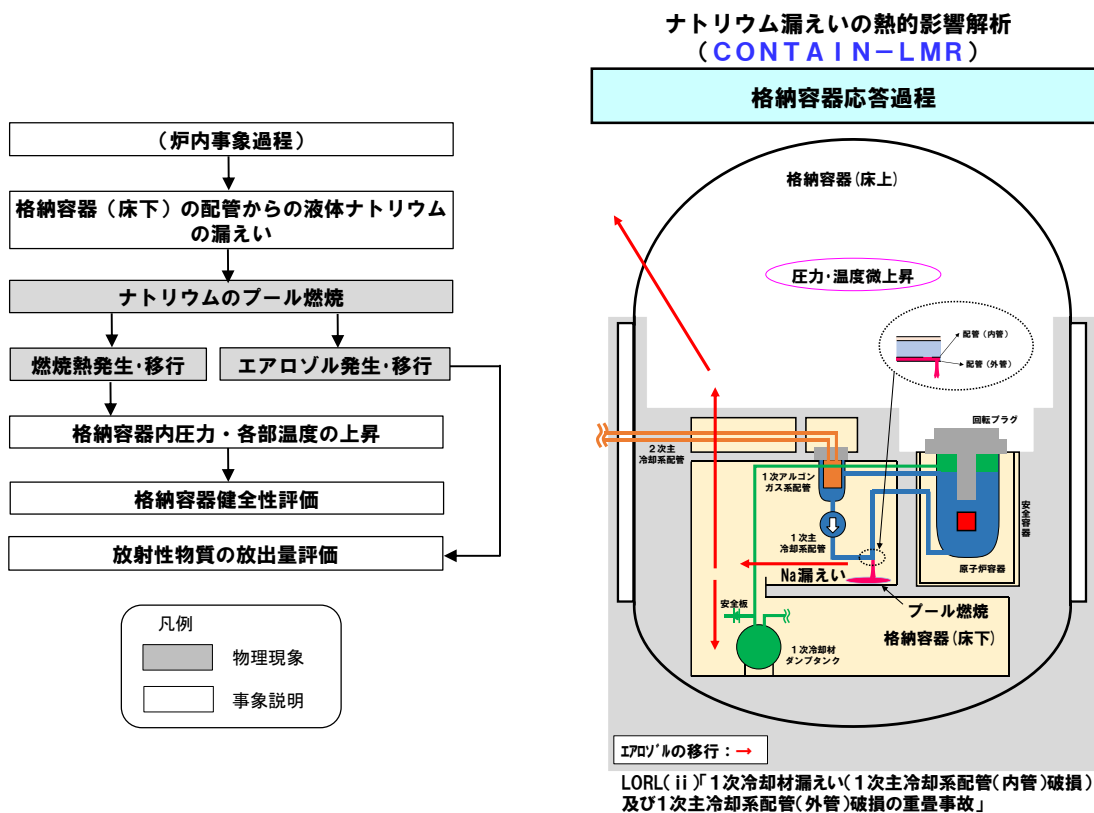 （炉内事象過程）
格納容器（床下）の配管からの液体ナトリウム
の漏えい
ナトリウムのプール燃焼
燃焼熱発生・移行
エアロゾル発生・移行
格納容器内圧力・各部温度の上昇
格納容器健全性評価
放射性物質の放出量評価
凡例
物理現象
事象説明
ナトリウム漏えいの熱的影響解析
（ＣＯＮＴＡＩＮ－ＬＭＲ）
格納容器応答過程
格納容器(床上)
圧力・温度微上昇
配管（内管）
配管（外管）
回転プラグ
２次主
冷却系配管
１次アルゴン
ガス系配管
安全容器
１次主
冷却系配管
原子炉容器
Na漏えい
プール燃焼
安全板
格納容器(床下)
１次冷却材
ダンプタンク
ｴｱﾛｿﾞﾙの移行：→
LORL(ⅱ)「１次冷却材漏えい(１次主冷却系配管(内管)破損)
及び１次主冷却系配管(外管)破損の重畳事故」